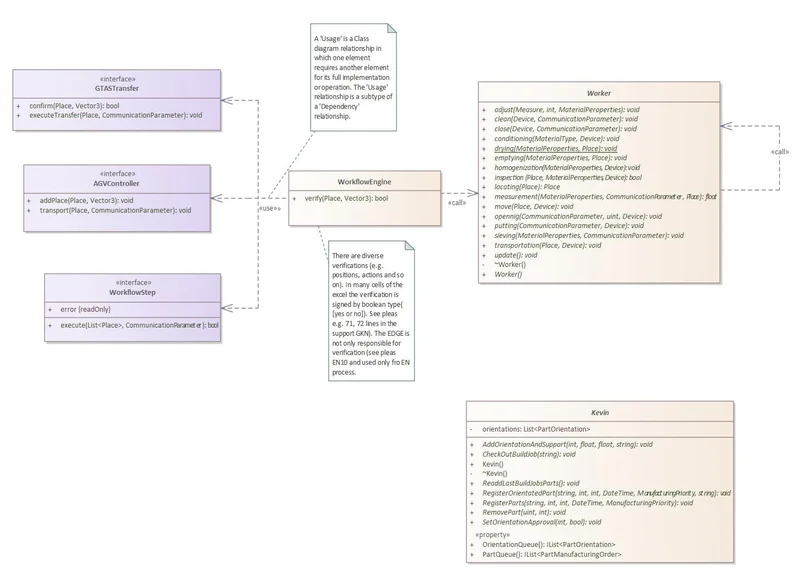 A 'Usage' is a Class
diagram relationship in
which one element
requires another element
for its full implementation
or operation. The 'Usage'
relationship is a subtype of
a 'Dependency'
relationship.
«interface»
GTASTransfer
+ confirm(Place, Vector3): bool
+ executeTransfer(Place, CommunicationParameter): void
«interface»
AGVController
+ addPlace(Place, Vector3): void
+ transport(Place, CommunicationParameter): void
«interface»
WorkflowStep
+ error {readOnly}
+ execute(List<Place>, CommunicationParameter): bool
«use»
WorkflowEngine
+ verify(Place, Vector3): bool
«call»
There are diverse
verifications (e.g.
positions, actions and so
on). In many cells of the
excel the verification is
signed by boolean type(
[yes or no]). See pleas
e.g. 71, 72 lines in the
support GKN). The EDGE is
not only responsible for
verification (see pleas
EN10 and used only fro EN
process.
Worker
+ adjust(Measure, int, MaterialPeroperties): void
+ clean(Device, CommunicationParameter): void
+ close(Device, CommunicationParameter): void
+ conditioning(MaterialType, Device): void
+ drying(MaterialPeroperties, Place): void
+ emptying(MaterialPeroperties, Place): void
+ homogenization(MaterialPeroperties, Device):void
+ inspection (Place, MaterialPeroperties, Device): bool
+ locating(Place): Place
+ measurement(MaterialPeroperties, CommunicationParameter, Place): float
+ move(Place, Device): void
+ opennig(CommunicationParameter, uint, Device): void
+ putting(CommunicationParameter, Device): void
+ sieving(MaterialPeroperties, CommunicationParameter): void
+ transportation(Place, Device): void
+ update(): void
- ~Worker()
+ Worker()
«call»
Kevin
- orientations: List<PartOrientation>
+ AddOrientationAndSupport(int, float, float, string): void
+ CheckOutBuildJob(string): void
+ Kevin()
- ~Kevin()
+ ReaddLastBuildJobsParts(): void
+ RegisterOrientatedPart(string, int, int, DateTime, ManufacturingPriority, string): void
+ RegisterParts(string, int, int, DateTime, ManufacturingPriority): void
+ RemovePart(uint, int): void
+ SetOrientationApproval(int, bool): void
«property»
+ OrientationQueue(): IList<PartOrientation>
+ PartQueue(): IList<PartManufacturingOrder>